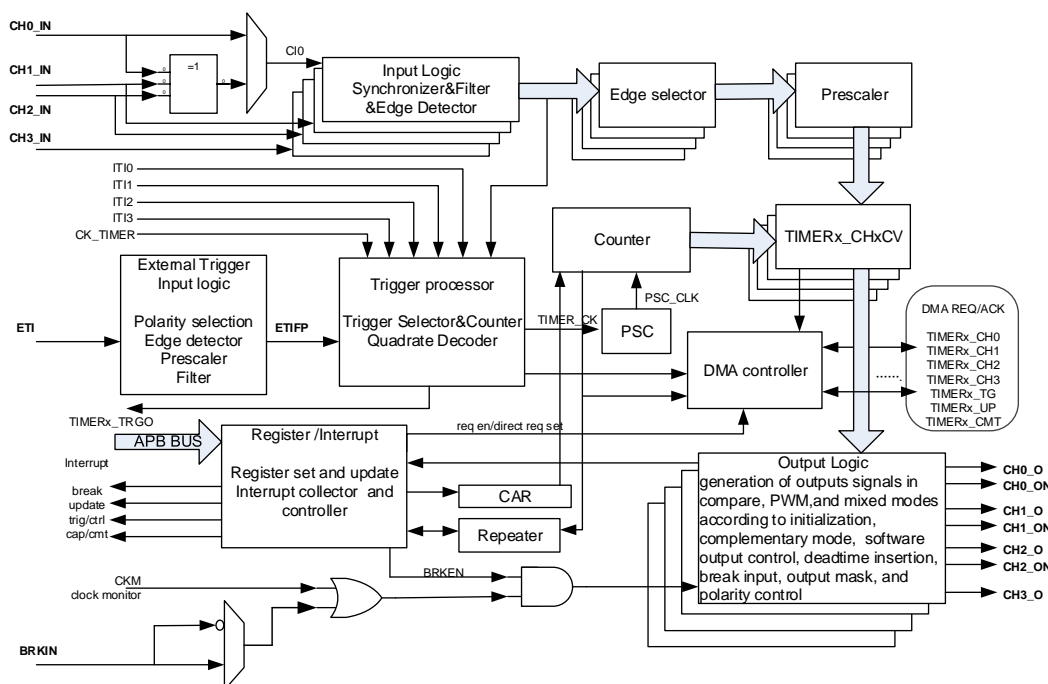 CH0_IN
CH1_IN
CH2_IN
CH3_IN
=1
CI0
Input Logic
Synchronizer&Filter
&Edge Detector
Edge selector
Prescaler
ITI0
ITI1
ITI2
ITI3
CK_TIMER
External Trigger
Input logic
Polarity selection
Edge detector
Prescaler
Filter
ETI
ETIFP
Trigger processor
Trigger Selector&Counter
Quadrate Decoder
Counter
TIMERx_CHxCV
PSC_CLK
TIMER_CK
PSC
DMA controller
DMA REQ/ACK
TIMERx_CH0
TIMERx_CH1
TIMERx_CH2
TIMERx_CH3
TIMERx_TG
TIMERx_UP
TIMERx_CMT
.......
TIMERx_TRGO
APB BUS
Register /Interrupt
Register set and update
Interrupt collector and
controller
req en/direct req set
Interrupt
break
update
trig/ctrl
cap/cmt
CAR
Repeater
Output Logic
generation of outputs signals in
compare, PWM,and mixed modes
according to initialization,
complementary mode, software
output control, deadtime insertion,
break input, output mask, and
polarity control
CH0_O
CH0_ON
CH1_O
CH1_ON
CH2_O
CH2_ON
CH3_O
BRKEN
CKM
clock monitor
BRKIN